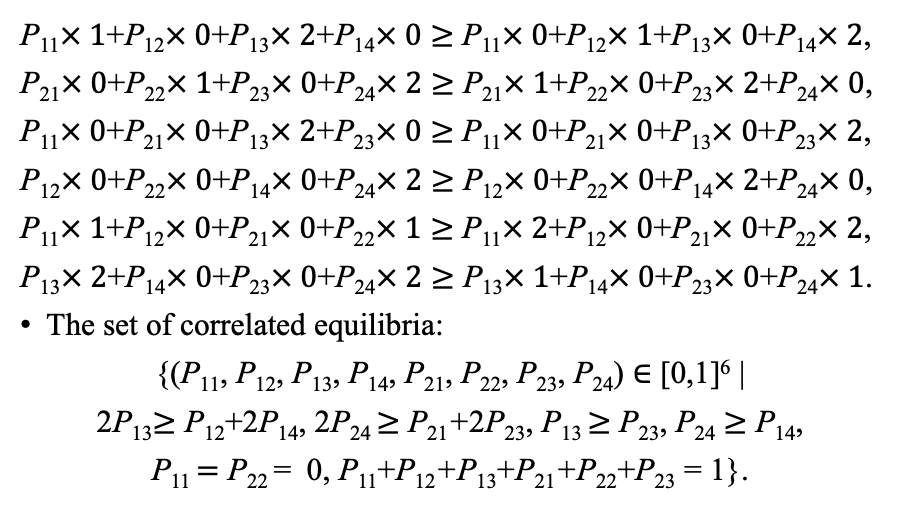 P₁₁× 1+P₁₂× 0+P₁₃× 2+P₁₄× 0 ≥ P₁₁× 0+P₁₂× 1+P₁₃× 0+P₁₄× 2,
P₂₁× 0+P₂₂× 1+P₂₃× 0+P₂₄× 2 ≥ P₂₁× 1+P₂₂× 0+P₂₃× 2+P₂₄× 0,
P₁₁× 0+P₂₁× 0+P₁₃× 2+P₂₃× 0 ≥ P₁₁× 0+P₂₁× 0+P₁₃× 0+P₂₃× 2,
P₁₂× 0+P₂₂× 0+P₁₄× 0+P₂₄× 2 ≥ P₁₂× 0+P₂₂× 0+P₁₄× 2+P₂₄× 0,
P₁₁× 1+P₁₂× 0+P₂₁× 0+P₂₂× 1 ≥ P₁₁× 2+P₁₂× 0+P₂₁× 0+P₂₂× 2,
P₁₃× 2+P₁₄× 0+P₂₃× 0+P₂₄× 2 ≥ P₁₃× 1+P₁₄× 0+P₂₃× 0+P₂₄× 1.
• The set of correlated equilibria:
{(P₁₁, P₁₂, P₁₃, P₁₄, P₂₁, P₂₂, P₂₃, P₂₄) ∈ [0,1]⁶ |
2P₁₃≥ P₁₂+2P₁₄, 2P₂₄ ≥ P₂₁+2P₂₃, P₁₃ ≥ P₂₃, P₂₄ ≥ P₁₄,
P₁₁ = P₂₂ = 0, P₁₁+P₁₂+P₁₃+P₂₁+P₂₂+P₂₃ = 1}.